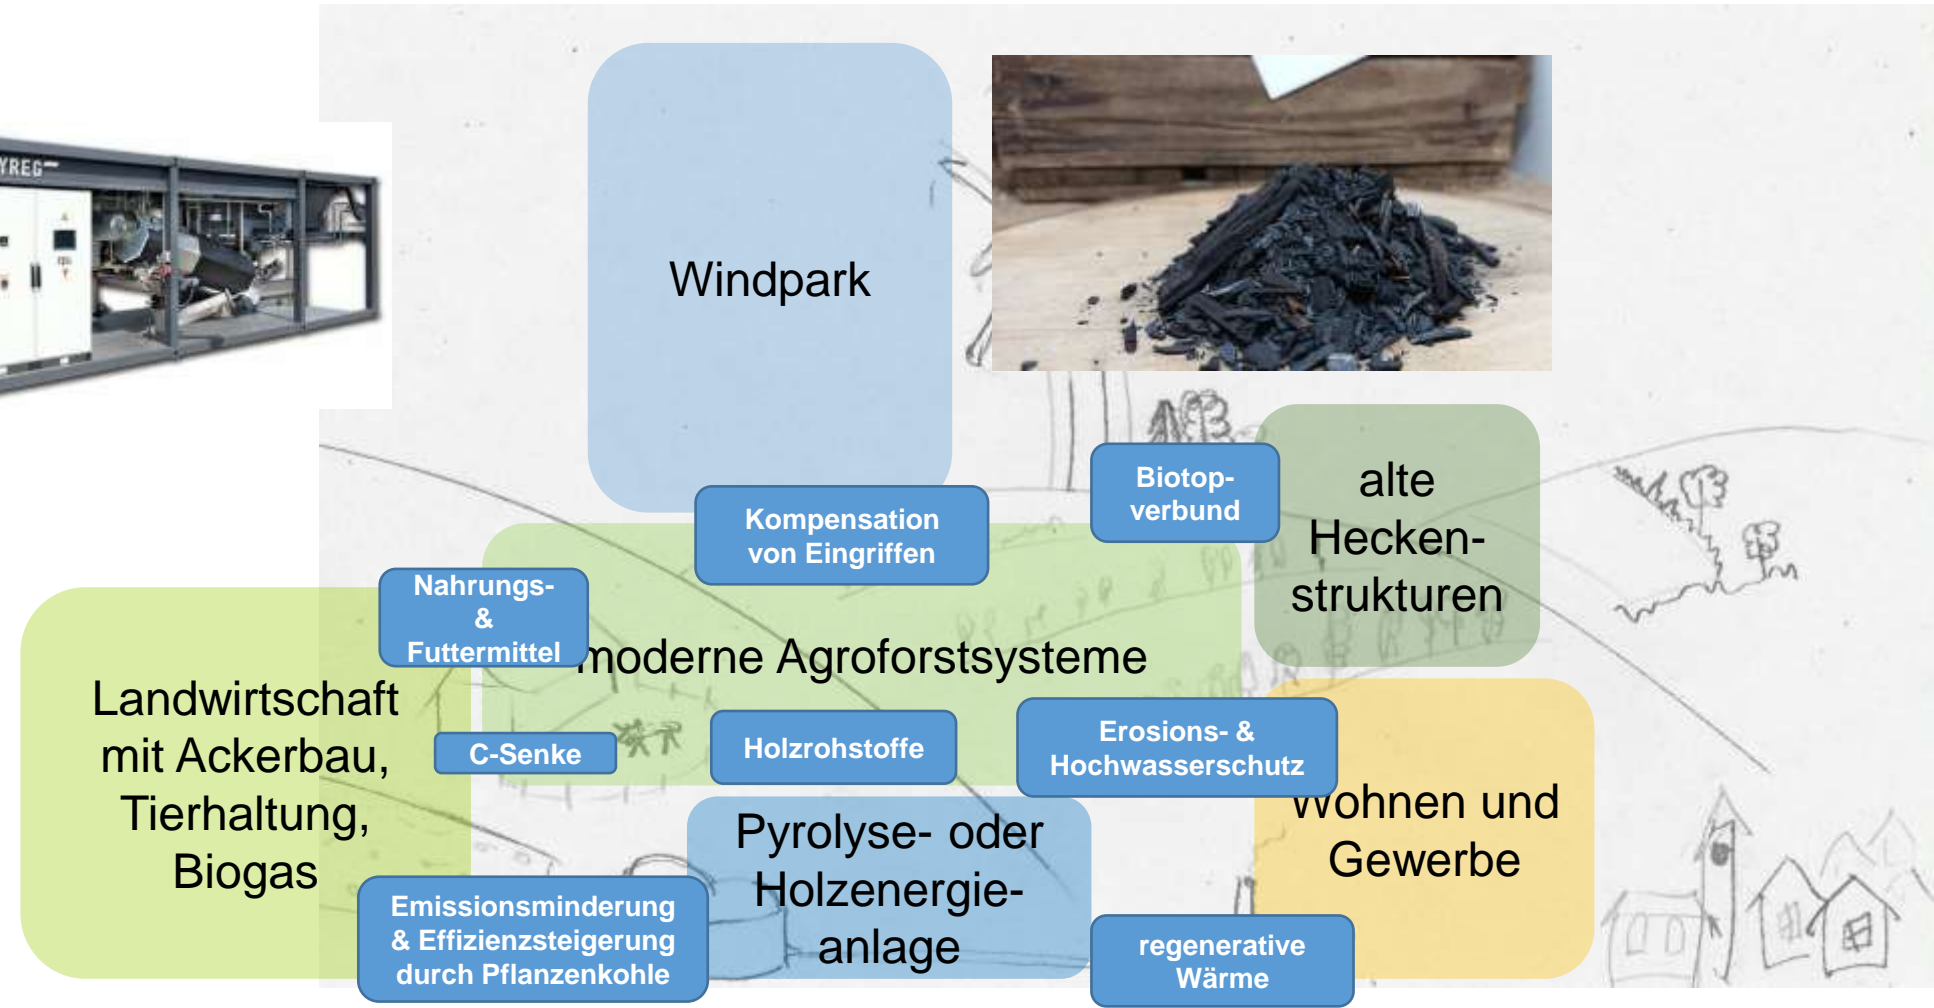 YREG
Windpark
Biotop-
verbund
alte
Hecken-
strukturen
Kompensation
von Eingriffen
Nahrungs-
&
Futtermittel
moderne Agroforstsysteme
Landwirtschaft
mit Ackerbau,
Tierhaltung,
Biogas
C-Senke
Holzrohstoffe
Erosions- &
Hochwasserschutz
Wohnen und
Gewerbe
Pyrolyse- oder
Holzenergie-
anlage
Emissionsminderung
& Effizienzsteigerung
durch Pflanzenkohle
regenerative
Wärme